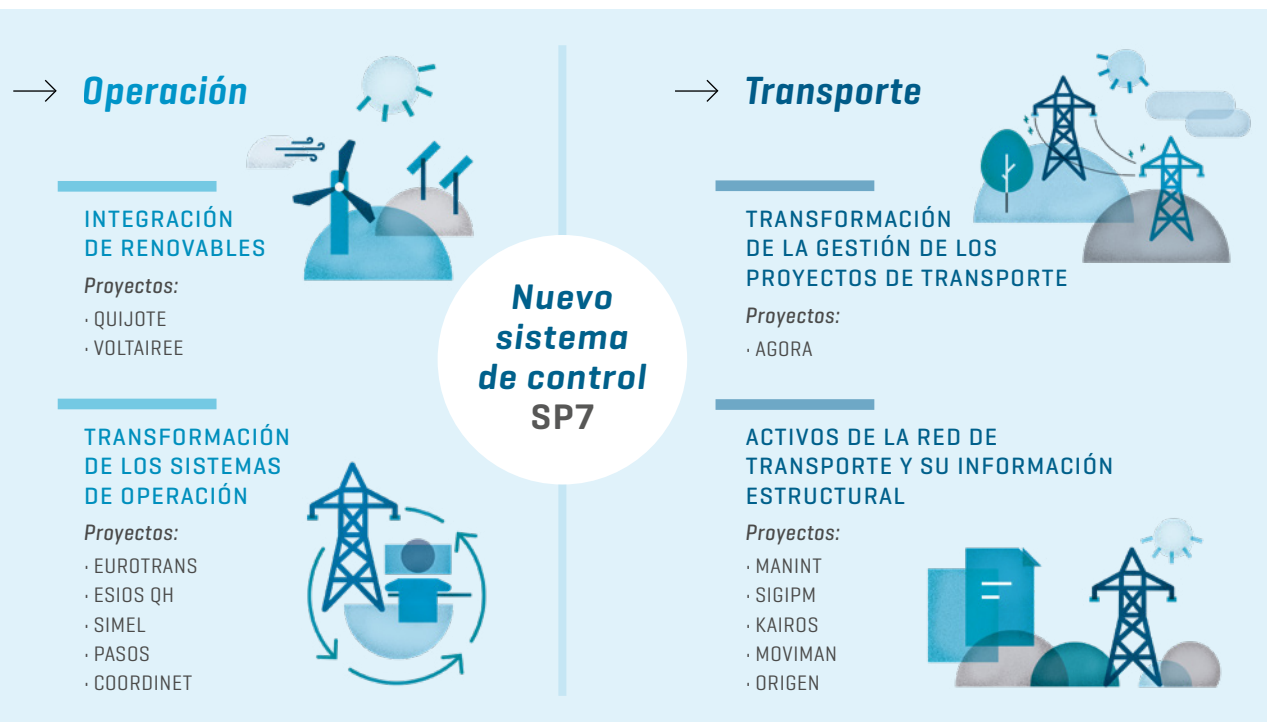 Operación
INTEGRACIÓN
DE RENOVABLES
Proyectos:
· QUIJOTE
· VOLTAIREE
TRANSFORMACIÓN
DE LOS SISTEMAS
DE OPERACIÓN
Proyectos:
· EUROTRANS
· ESIOS QH
· SIMEL
· PASOS
· COORDINET
Nuevo
sistema
de control
SP7
Transporte
TRANSFORMACIÓN
DE LA GESTIÓN DE LOS
PROYECTOS DE TRANSPORTE
Proyectos:
· AGORA
ACTIVOS DE LA RED DE
TRANSPORTE Y SU INFORMACIÓN
ESTRUCTURAL
Proyectos:
· MANINT
· SIGIPM
· KAIROS
· MOVIMAN
· ORIGEN